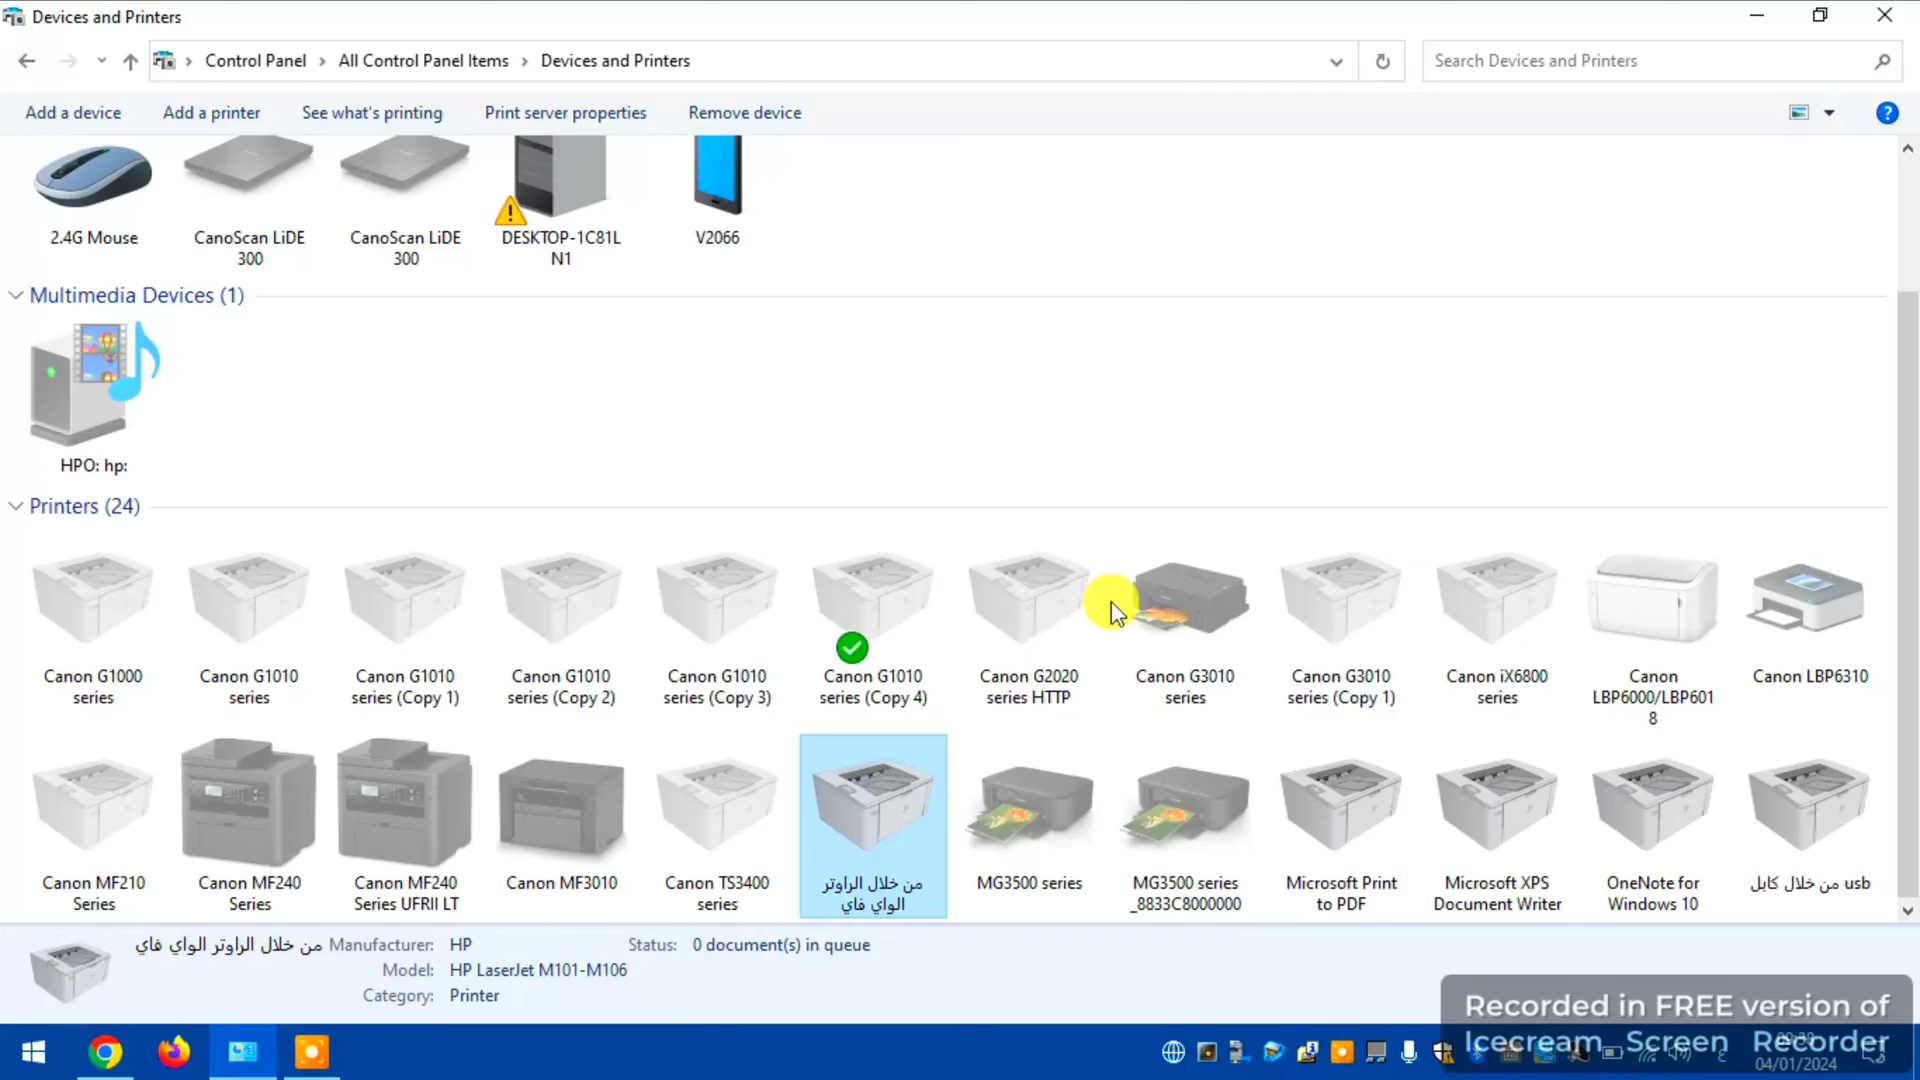 Devices and Printers
Control Panel
All Control Panel Items
Devices and Printers
Search Devices and Printers
Add a device
Add a printer
See what's printing
Print server properties
Remove device
?
2.4G Mouse
CanoScan LiDE
300
CanoScan LiDE
300
DESKTOP-1C81L
N1
V2066
Multimedia Devices (1)
HPO: hp:
Printers (24)
Canon G1000
series
Canon G1010
series
Canon G1010
series (Copy 1)
Canon G1010
series (Copy 2)
Canon G1010
series (Copy 3)
Canon G1010
series (Copy 4)
Canon G2020
series HTTP
Canon G3010
series
Canon G3010
series (Copy 1)
Canon iX6800
series
Canon
LBP6000/LBP601
8
Canon LBP6310
Canon MF210
Series
Canon MF240
Series
Canon MF240
Series UFRII LT
Canon MF3010
Canon TS3400
series
من خلال الراوتر
الواي فاي
MG3500 series
MG3500 series
_8833C8000000
Microsoft Print
to PDF
Microsoft XPS
Document Writer
OneNote for
Windows 10
من خلال كابل usb
من خلال الراوتر الواي فاي
Manufacturer: HP
Status: 0 document(s) in queue
Model: HP LaserJet M101-M106
Category: Printer
Recorded in FREE version of
Icecream Screen Recorder
04/01/2024